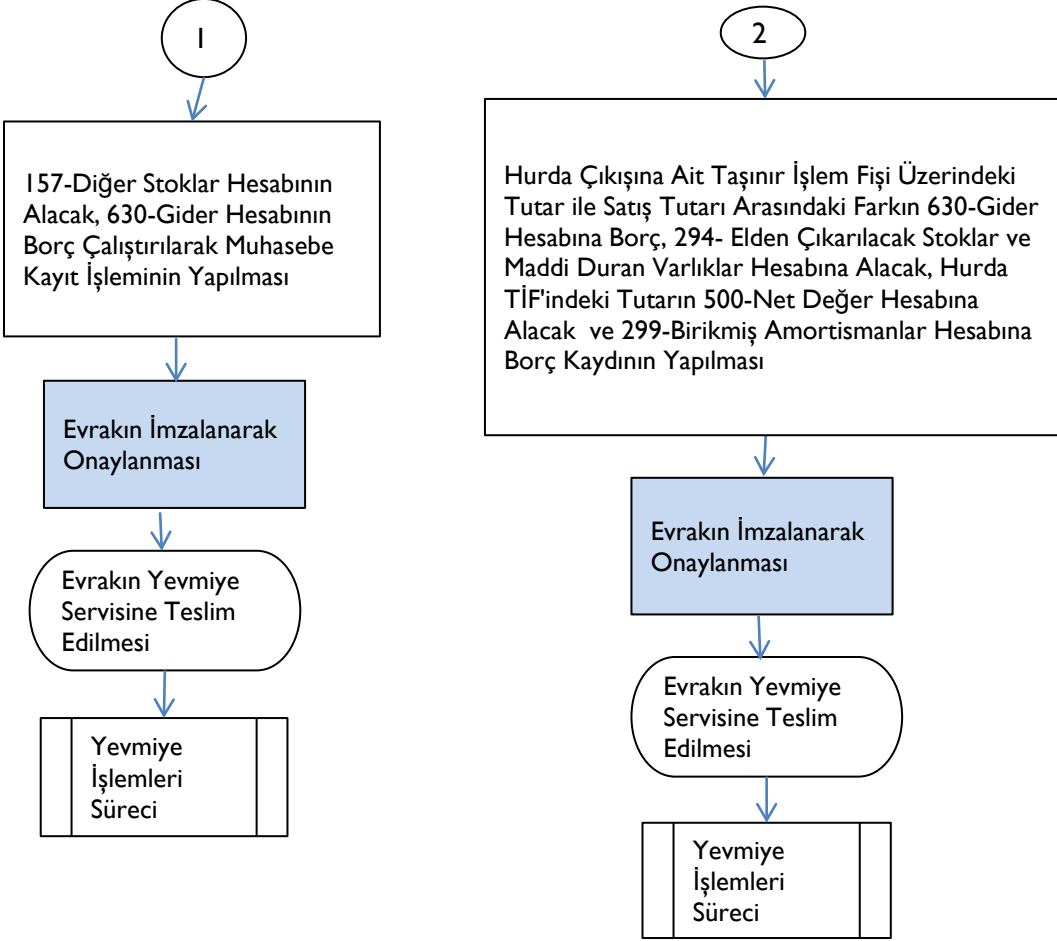 1
157-Diğer Stoklar Hesabının
Alacak, 630-Gider Hesabının
Borç Çalıştırılarak Muhasebe
Kayıt İşleminin Yapılması
Evrakın İmzalanarak
Onaylanması
Evrakın Yevmiye
Servisine Teslim
Edilmesi
Yevmiye
İşlemleri
Süreci
2
Hurda Çıkışına Ait Taşınır İşlem Fişi Üzerindeki
Tutar ile Satış Tutarı Arasındaki Farkın 630-Gider
Hesabına Borç, 294- Elden Çıkarılacak Stoklar ve
Maddi Duran Varlıklar Hesabına Alacak, Hurda
TİF'indeki Tutarın 500-Net Değer Hesabına
Alacak ve 299-Birikmiş Amortismanlar Hesabına
Borç Kaydının Yapılması
Evrakın İmzalanarak
Onaylanması
Evrakın Yevmiye
Servisine Teslim
Edilmesi
Yevmiye
İşlemleri
Süreci